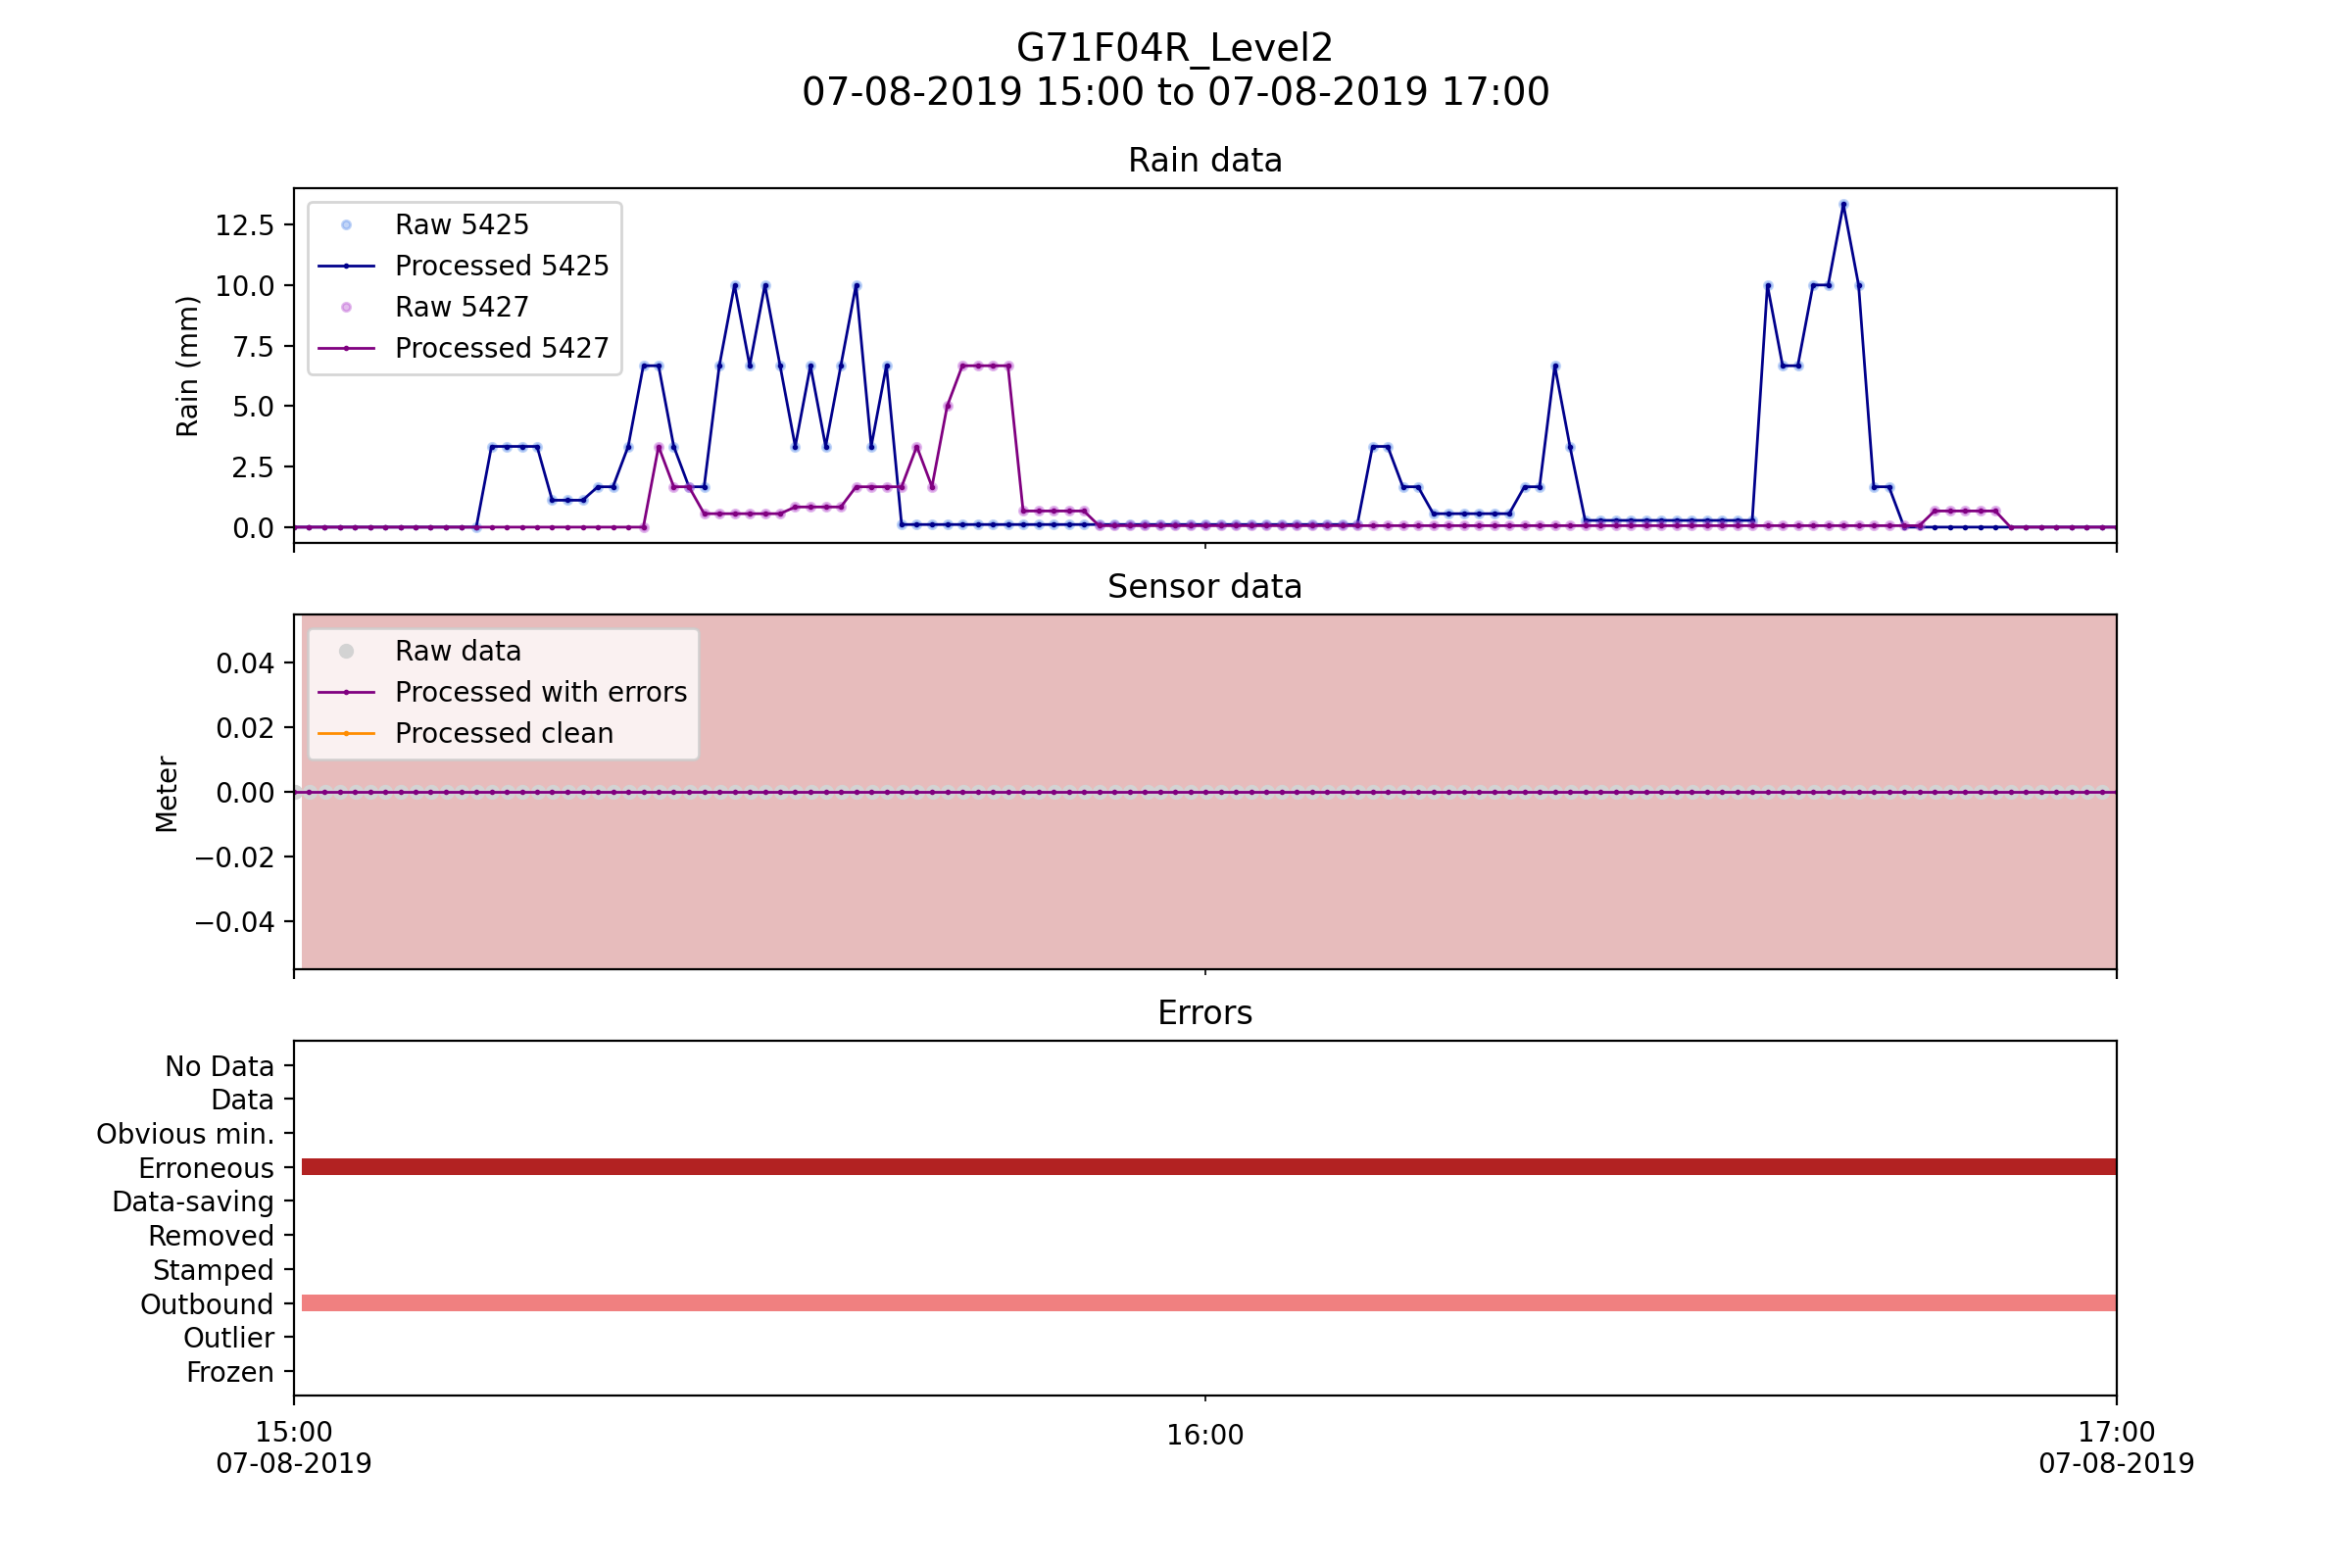 G71F04R_Level2
07-08-2019 15:00 to 07-08-2019 17:00
Rain data
Rain (mm)
12.5
10.0
7.5
5.0
2.5
0.0
Raw 5425
Processed 5425
Raw 5427
Processed 5427
Sensor data
Meter
0.04
0.02
0.00
−0.02
−0.04
Raw data
Processed with errors
Processed clean
Errors
No Data
Data
Obvious min.
Erroneous
Data-saving
Removed
Stamped
Outbound
Outlier
Frozen
15:00
07-08-2019
16:00
17:00
07-08-2019